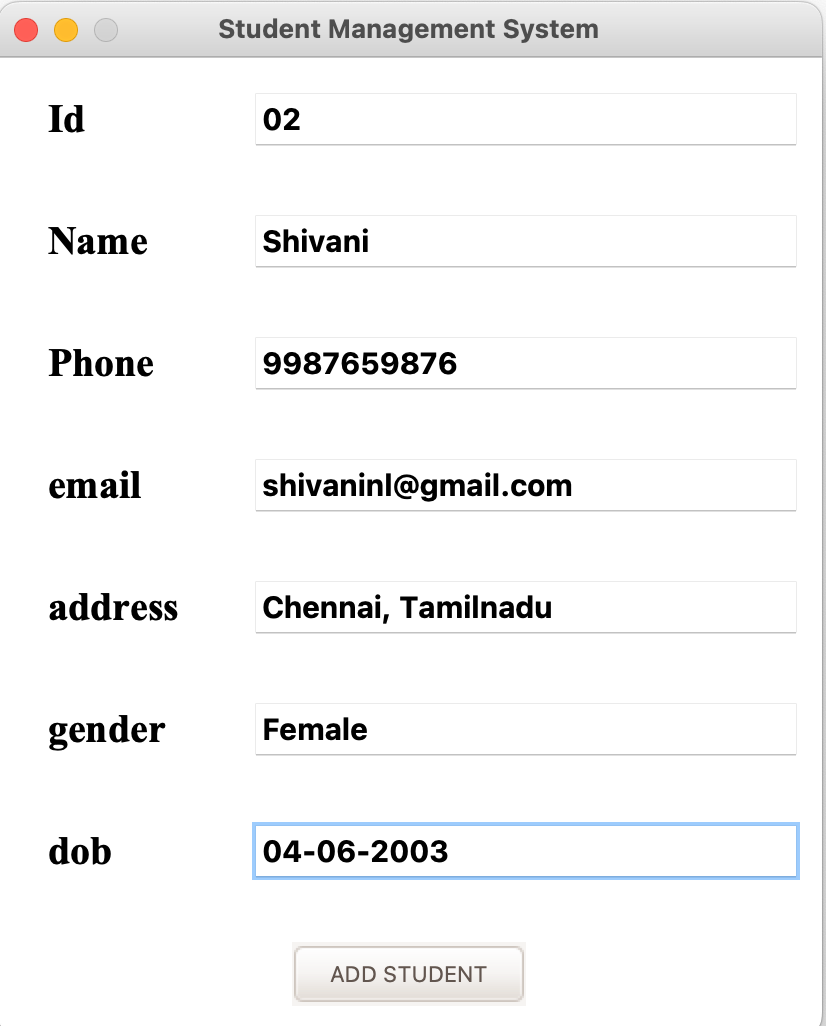 Student Management System
Id 02
Name Shivani
Phone 9987659876
email shivaninl@gmail.com
address Chennai, Tamilnadu
gender Female
dob 04-06-2003
ADD STUDENT